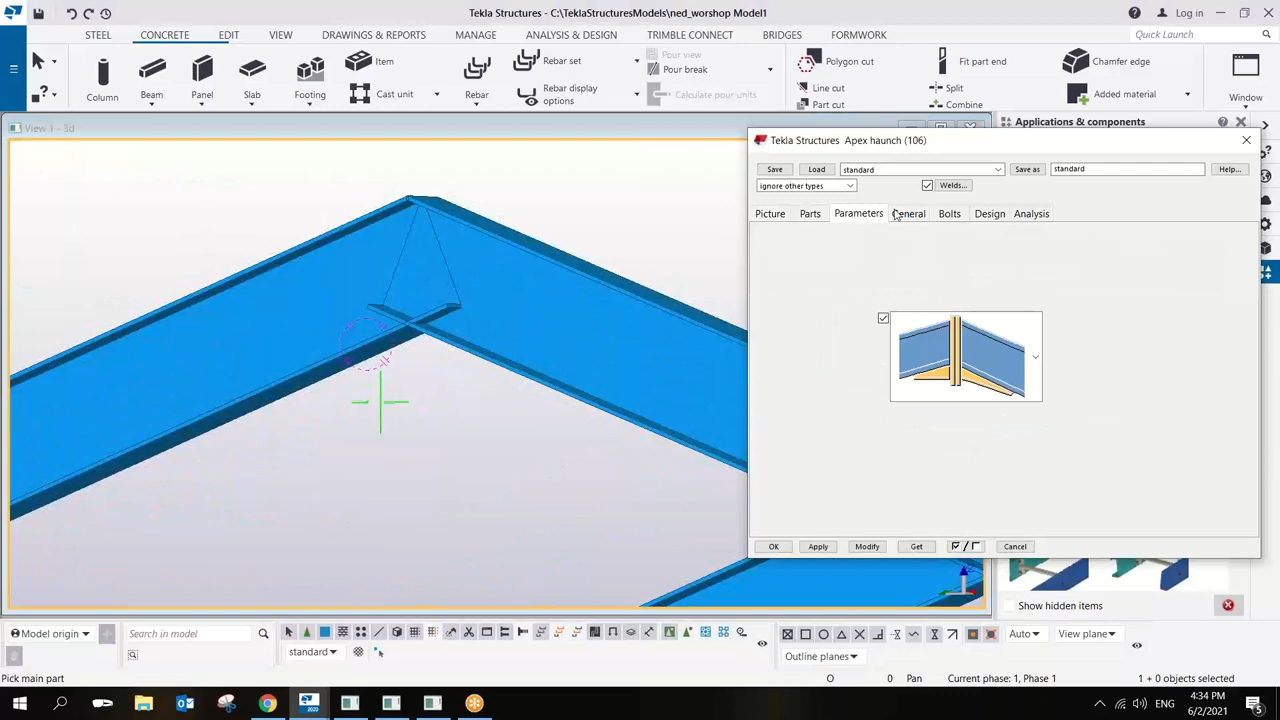 Tekla Structures - C:\TeklaStructuresModels\ned_workshop Model1
Log in
STEEL CONCRETE EDIT VIEW DRAWINGS & REPORTS MANAGE ANALYSIS & DESIGN TRIMBLE CONNECT BRIDGES FORMWORK
Quick Launch
Item
Rebar set
Pour view
Pour break
Polygon cut
Fit part end
Chamfer edge
Column
Beam
Panel
Slab
Footing
Cast unit
Rebar
Rebar display
options
Calculate pour units
Line cut
Part cut
Split
Combine
Added material
Window
View 1 - 3d
Applications & components
Tekla Structures Apex haunch (106)
Save
Load
standard
Save as
standard
Help...
ignore other types
Welds...
Picture Parts Parameters General Bolts Design Analysis
OK
Apply
Modify
Get
Cancel
Show hidden items
Model origin
Search in model
Auto
View plane
standard
Outline planes
Pick main part
O
0
Pan
Current phase: 1, Phase 1
1 + 0 objects selected
2020
ENG
4:34 PM
6/2/2021
5